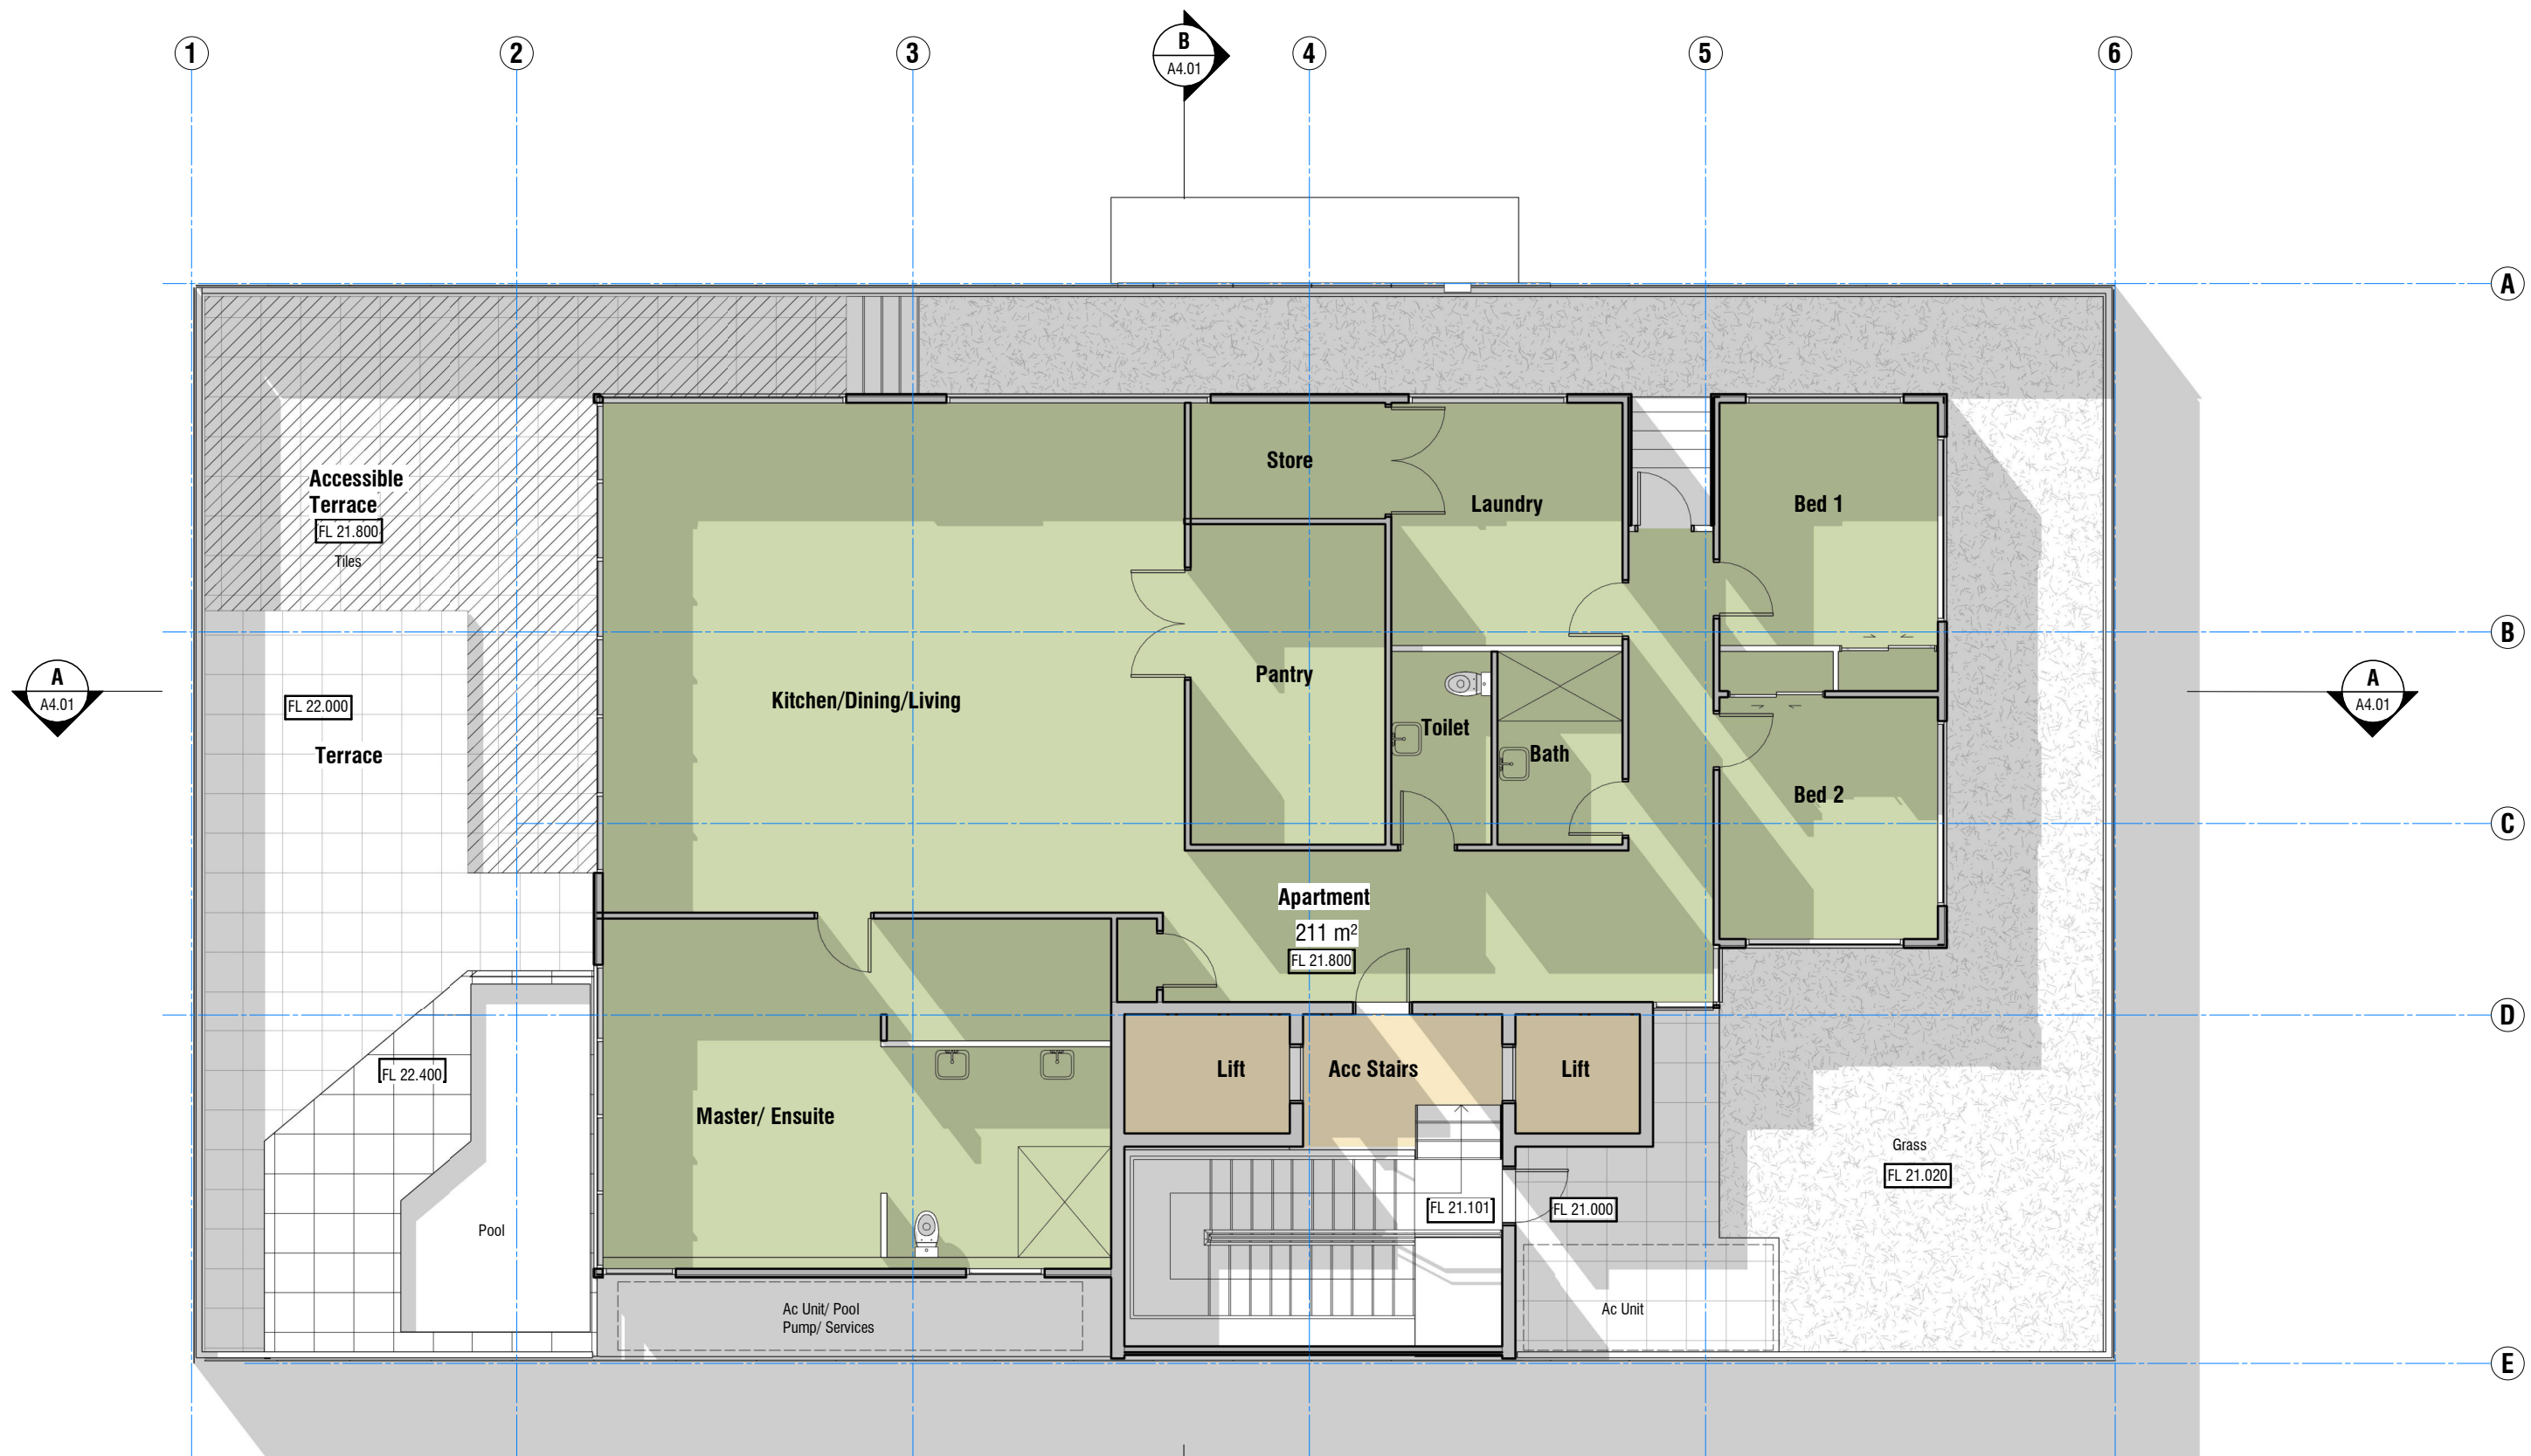 1
2
3
B
A4.01
4
5
6
A
Accessible
Terrace
FL 21.800
Tiles
Store
Laundry
Bed 1
B
A
A4.01
FL 22.000
Terrace
Kitchen/Dining/Living
Pantry
Toilet
Bath
Bed 2
A
A4.01
C
Apartment
211 m²
FL 21.800
D
FL 22.400
Lift
Acc Stairs
Lift
Master/ Ensuite
Grass
FL 21.020
Pool
FL 21.101
FL 21.000
Ac Unit/ Pool
Pump/ Services
Ac Unit
E